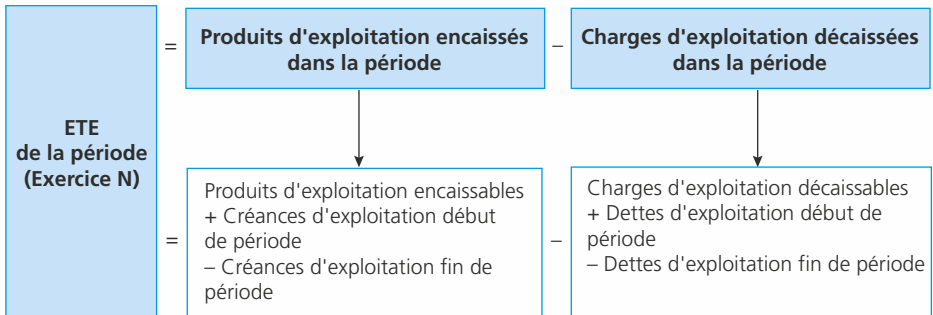 ETE
de la période
(Exercice N)
=
Produits d'exploitation encaissés
dans la période
–
Charges d'exploitation décaissées
dans la période
=
Produits d'exploitation encaissables
+ Créances d'exploitation début
de période
– Créances d'exploitation fin de
période
–
Charges d'exploitation décaissables
+ Dettes d'exploitation début de
période
– Dettes d'exploitation fin de période